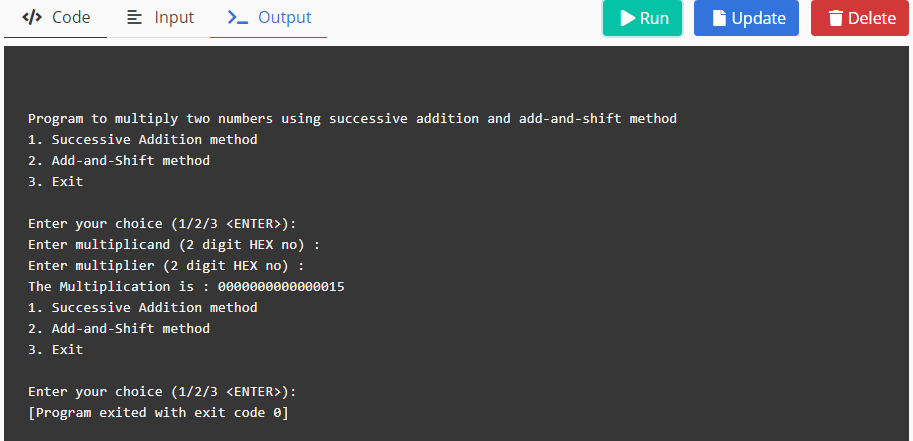 </> Code Input >_ Output Run Update Delete
Program to multiply two numbers using successive addition and add-and-shift method
1. Successive Addition method
2. Add-and-Shift method
3. Exit
Enter your choice (1/2/3 <ENTER>):
Enter multiplicand (2 digit HEX no) :
Enter multiplier (2 digit HEX no) :
The Multiplication is : 0000000000000015
1. Successive Addition method
2. Add-and-Shift method
3. Exit
Enter your choice (1/2/3 <ENTER>):
[Program exited with exit code 0]